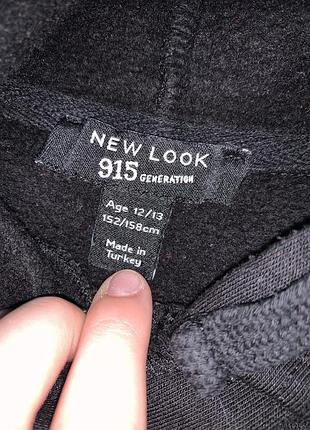 NEW LOOK
915 GENERATION
Age 12/13
152/158cm
Made in
Turkey